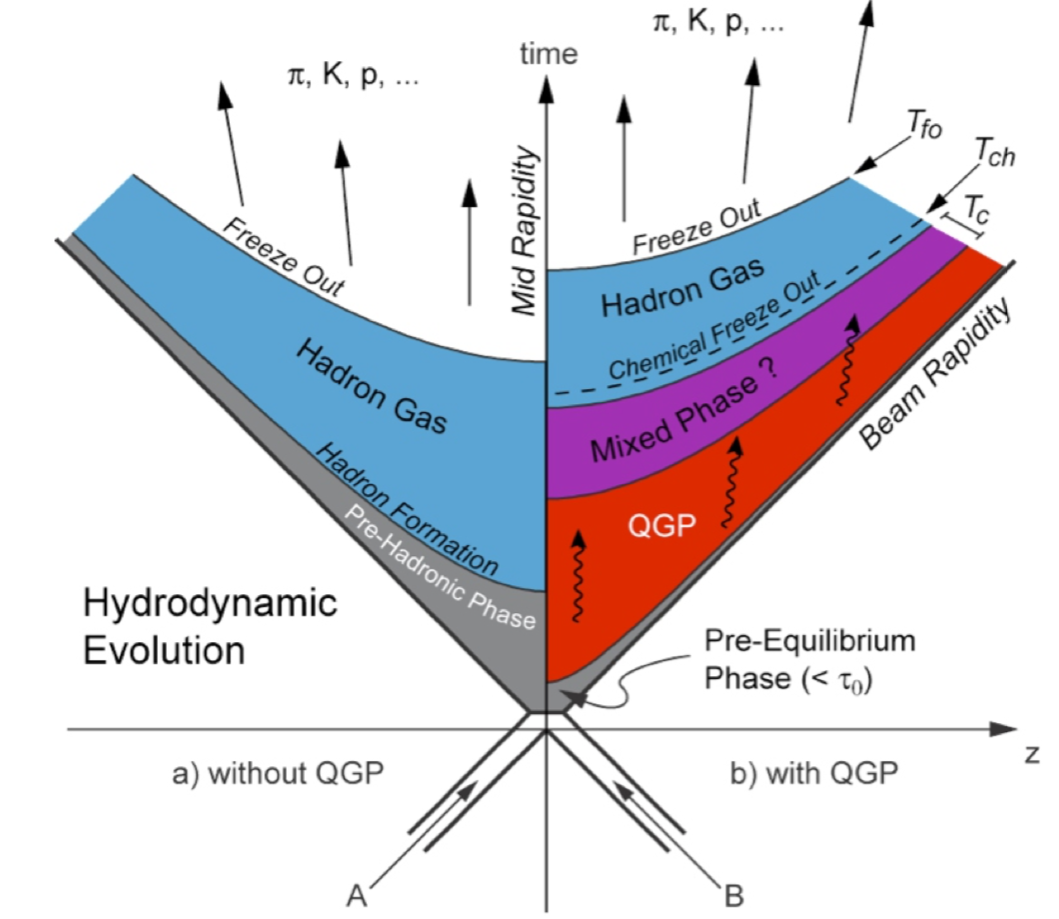 π, K, p, ...
time
π, K, p, ...
T_fo
T_ch
T_c
Mid Rapidity
Freeze Out
Freeze Out
Hadron Gas
Chemical Freeze Out
Hadron Gas
Mixed Phase ?
Beam Rapidity
Hadron Formation
QGP
Pre-Hadronic Phase
Hydrodynamic
Evolution
Pre-Equilibrium
Phase (< τ₀)
z
a) without QGP
b) with QGP
A
B